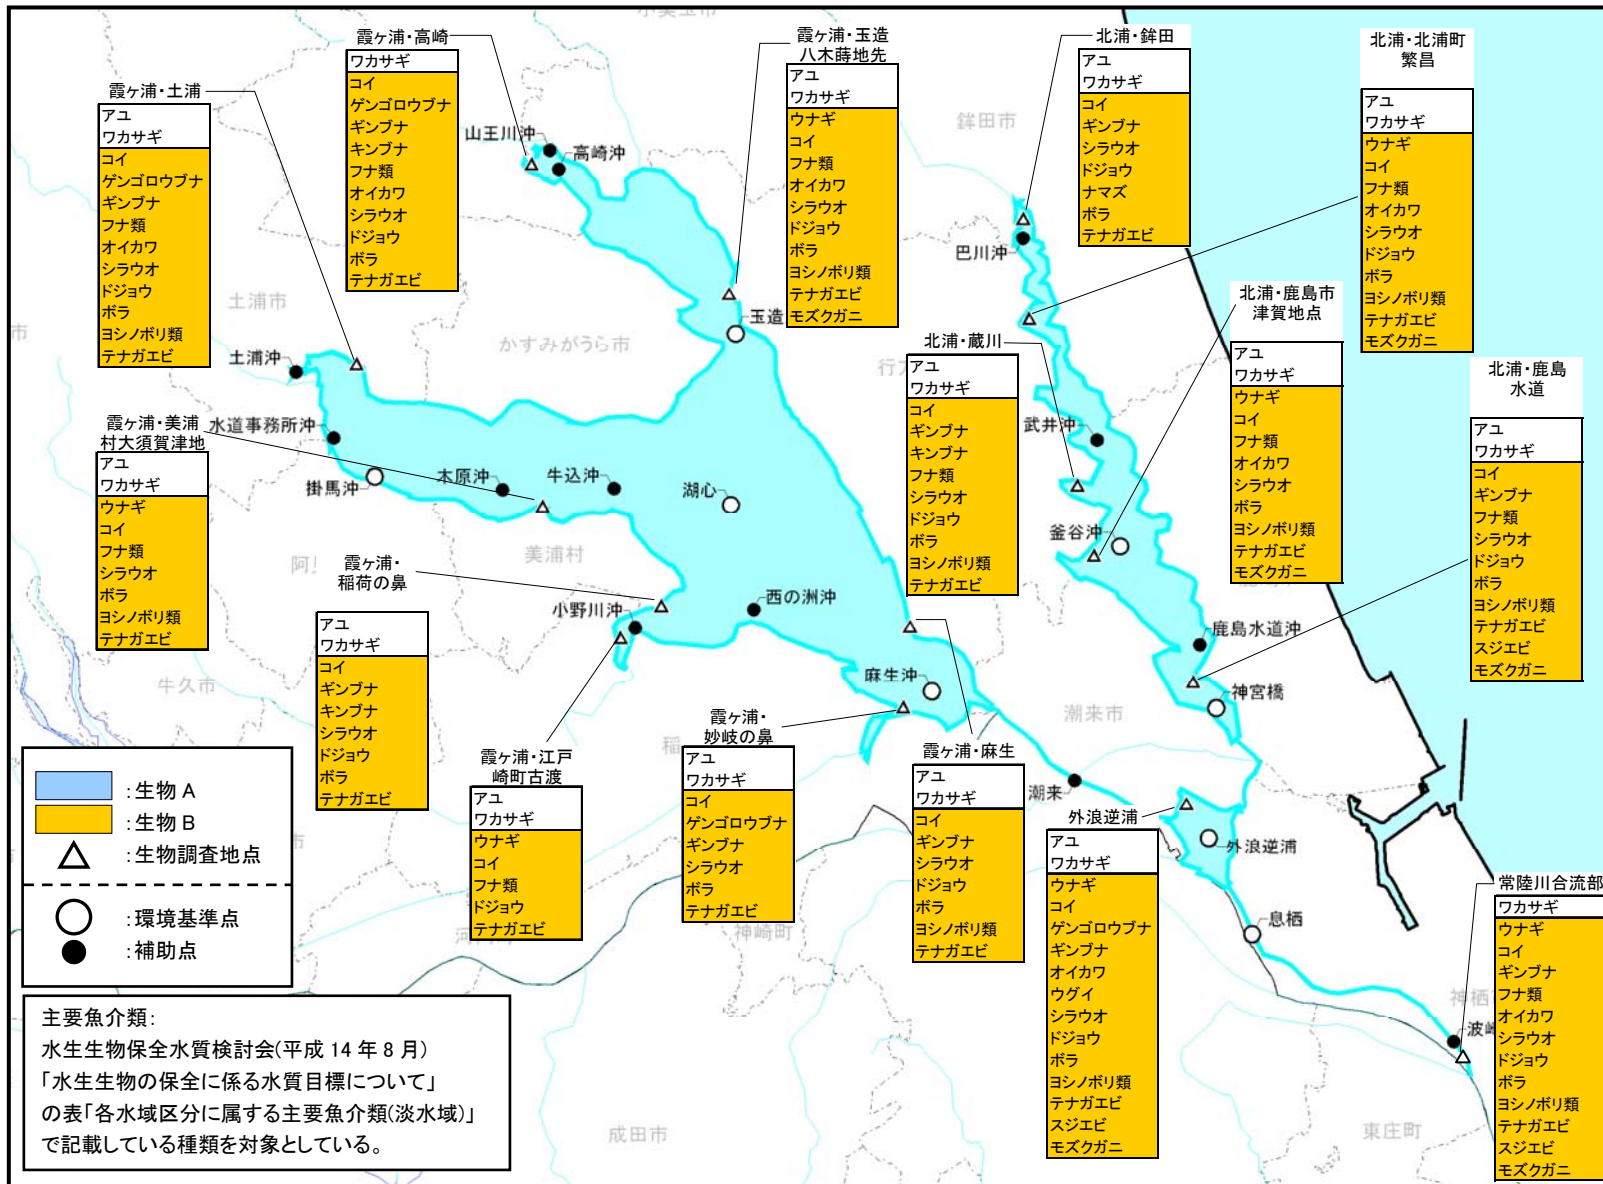 霞ヶ浦・高崎
ワカサギ
コイ
ゲンゴロウブナ
ギンブナ
キンブナ
フナ類
オイカワ
シラウオ
ドジョウ
ボラ
テナガエビ
霞ヶ浦・玉造
八木蒔地先
アユ
ワカサギ
ウナギ
コイ
フナ類
オイカワ
シラウオ
ドジョウ
ボラ
ヨシノボリ類
テナガエビ
モズクガニ
北浦・鉾田
アユ
ワカサギ
コイ
ギンブナ
シラウオ
ドジョウ
ナマズ
ボラ
テナガエビ
北浦・北浦町
繁昌
アユ
ワカサギ
ウナギ
コイ
フナ類
オイカワ
シラウオ
ドジョウ
ボラ
ヨシノボリ類
テナガエビ
モズクガニ
霞ヶ浦・土浦
アユ
ワカサギ
コイ
ゲンゴロウブナ
ギンブナ
フナ類
オイカワ
シラウオ
ドジョウ
ボラ
ヨシノボリ類
テナガエビ
小美玉市
鉾田市
山王川沖
高崎沖
巴川沖
土浦市
かすみがうら市
玉造
土浦沖
北浦・鹿島市
津賀地点
アユ
ワカサギ
ウナギ
コイ
フナ類
オイカワ
シラウオ
ボラ
ヨシノボリ類
テナガエビ
モズクガニ
北浦・蔵川
アユ
ワカサギ
コイ
ギンブナ
キンブナ
フナ類
シラウオ
ドジョウ
ボラ
ヨシノボリ類
テナガエビ
北浦・鹿島
水道
アユ
ワカサギ
コイ
ギンブナ
フナ類
シラウオ
ドジョウ
ボラ
ヨシノボリ類
テナガエビ
スジエビ
モズクガニ
霞ヶ浦・美浦
村大須賀津地
アユ
ワカサギ
ウナギ
コイ
フナ類
シラウオ
ボラ
ヨシノボリ類
テナガエビ
水道事務所沖
掛馬沖
木原沖
牛込沖
湖心
武井沖
釜谷沖
美浦村
霞ヶ浦・
稲荷の鼻
アユ
ワカサギ
コイ
ギンブナ
キンブナ
シラウオ
ドジョウ
ボラ
テナガエビ
小野川沖
西の洲沖
麻生沖
鹿島水道沖
神宮橋
牛久市
潮来市
霞ヶ浦・江戸
崎町古渡
アユ
ワカサギ
ウナギ
コイ
フナ類
ドジョウ
テナガエビ
霞ヶ浦・
妙岐の鼻
アユ
ワカサギ
コイ
ゲンゴロウブナ
ギンブナ
シラウオ
ボラ
テナガエビ
霞ヶ浦・麻生
アユ
ワカサギ
コイ
ギンブナ
シラウオ
ドジョウ
ボラ
ヨシノボリ類
テナガエビ
潮来
外浪逆浦
アユ
ワカサギ
ウナギ
コイ
ゲンゴロウブナ
ギンブナ
オイカワ
ウグイ
シラウオ
ドジョウ
ボラ
ヨシノボリ類
テナガエビ
スジエビ
モズクガニ
外浪逆浦
息栖
常陸川合流部
ワカサギ
ウナギ
コイ
ギンブナ
フナ類
オイカワ
シラウオ
ドジョウ
ボラ
ヨシノボリ類
テナガエビ
スジエビ
モズクガニ
神栖
波崎
神崎町
成田市
東庄町
:生物 A
:生物 B
:生物調査地点
:環境基準点
:補助点
主要魚介類:
水生生物保全水質検討会(平成 14 年 8 月)
「水生生物の保全に係る水質目標について」
の表「各水域区分に属する主要魚介類(淡水域)」
で記載している種類を対象としている。